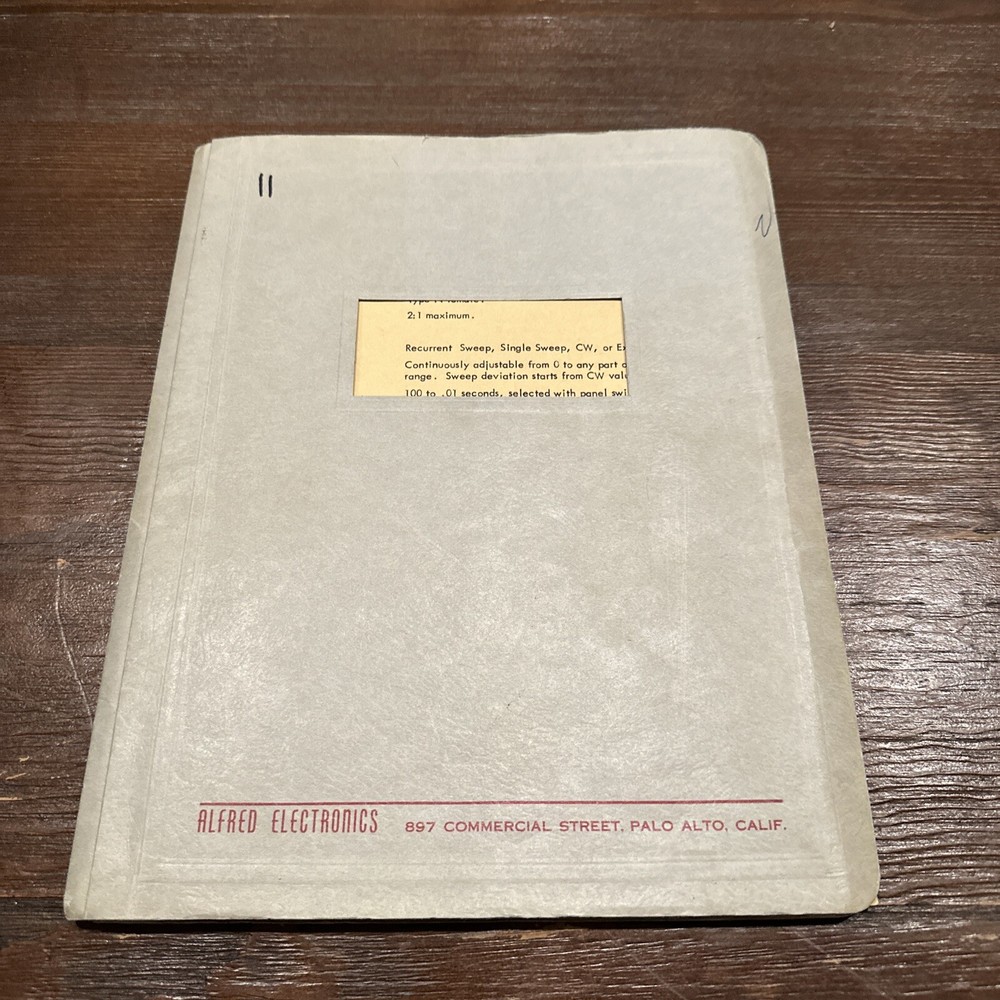 11
2:1 maximum.
Recurrent Sweep, Single Sweep, CW, or
Continuously adjustable from 0 to any part
range. Sweep deviation starts from CW
100 to .01 seconds, selected with panel
ALFRED ELECTRONICS 897 COMMERCIAL STREET, PALO ALTO, CALIF.